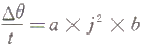 Δθ/t = a × j² × b